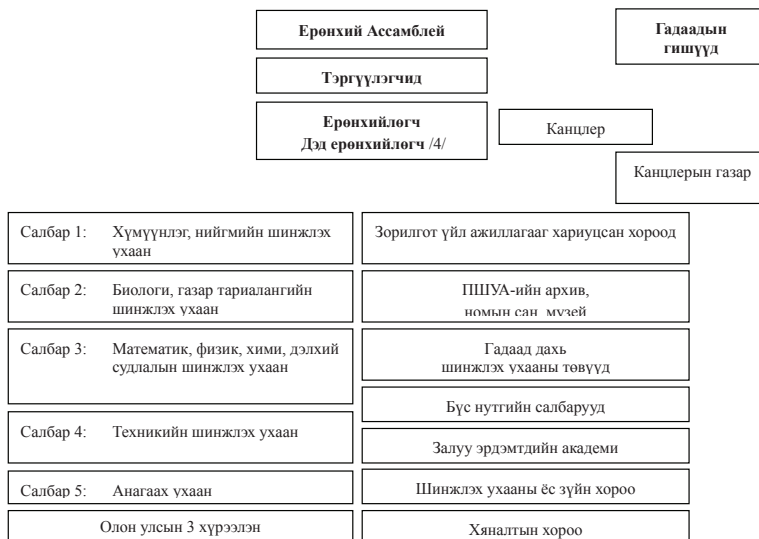 Ерөнхий Ассамблей
Гадаадын
гишүүд
Тэргүүлэгчид
Ерөнхийлөгч
Дэд ерөнхийлөгч /4/
Канцлер
Канцлерын газар
Салбар 1: Хүмүүнлэг, нийгмийн шинжлэх
ухаан
Зорилгот үйл ажиллагааг хариуцсан хороод
Салбар 2: Биологи, газар тариалангийн
шинжлэх ухаан
ПШУА-ийн архив,
номын сан, музей
Салбар 3: Математик, физик, хими, дэлхий
судлалын шинжлэх ухаан
Гадаад дахь
шинжлэх ухааны төвүүд
Бүс нутгийн салбарууд
Салбар 4: Техникийн шинжлэх ухаан
Залуу эрдэмтдийн академи
Салбар 5: Анагаах ухаан
Шинжлэх ухааны ёс зүйн хороо
Олон улсын 3 хүрээлэн
Хяналтын хороо